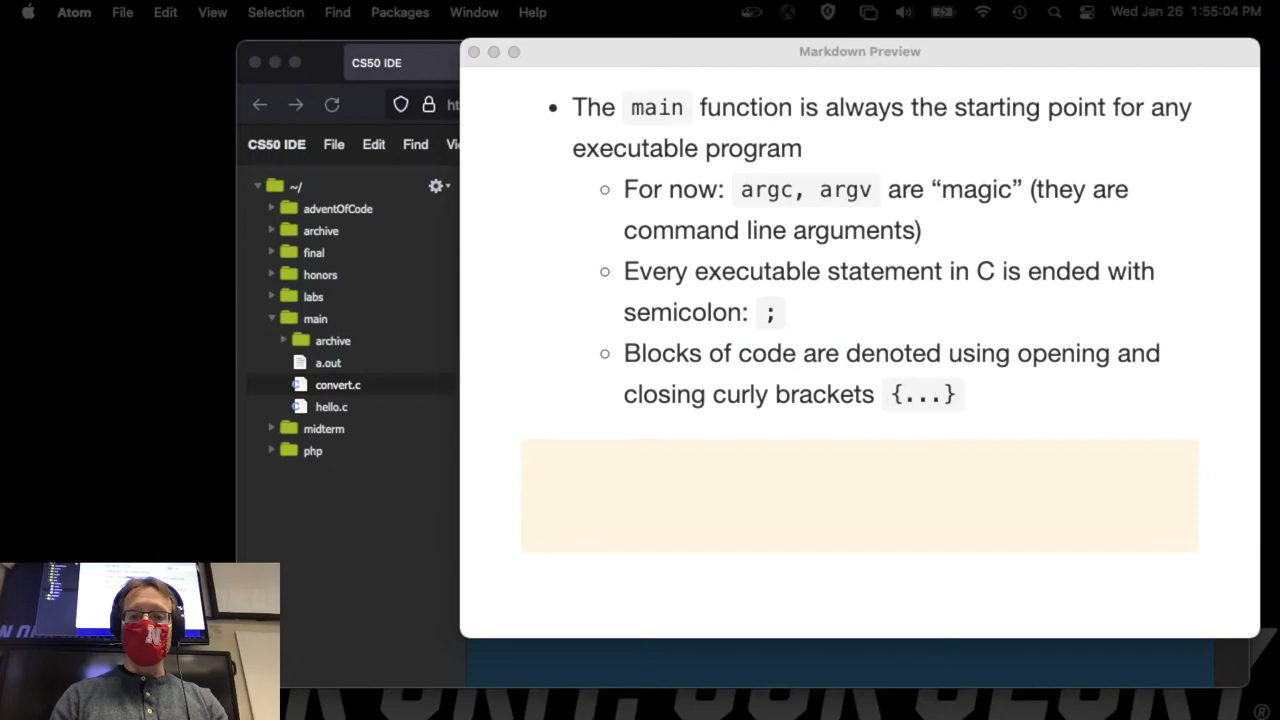 Atom File Edit View Selection Find Packages Window Help Wed Jan 26 1:55:04 PM
Markdown Preview
CS50 IDE
CS50 IDE File Edit Find
~/
adventOfCode
archive
final
honors
labs
main
archive
a.out
convert.c
hello.c
midterm
php
• The main function is always the starting point for any
executable program
◦ For now: argc, argv are “magic” (they are
command line arguments)
◦ Every executable statement in C is ended with
semicolon: ;
◦ Blocks of code are denoted using opening and
closing curly brackets {...}
N